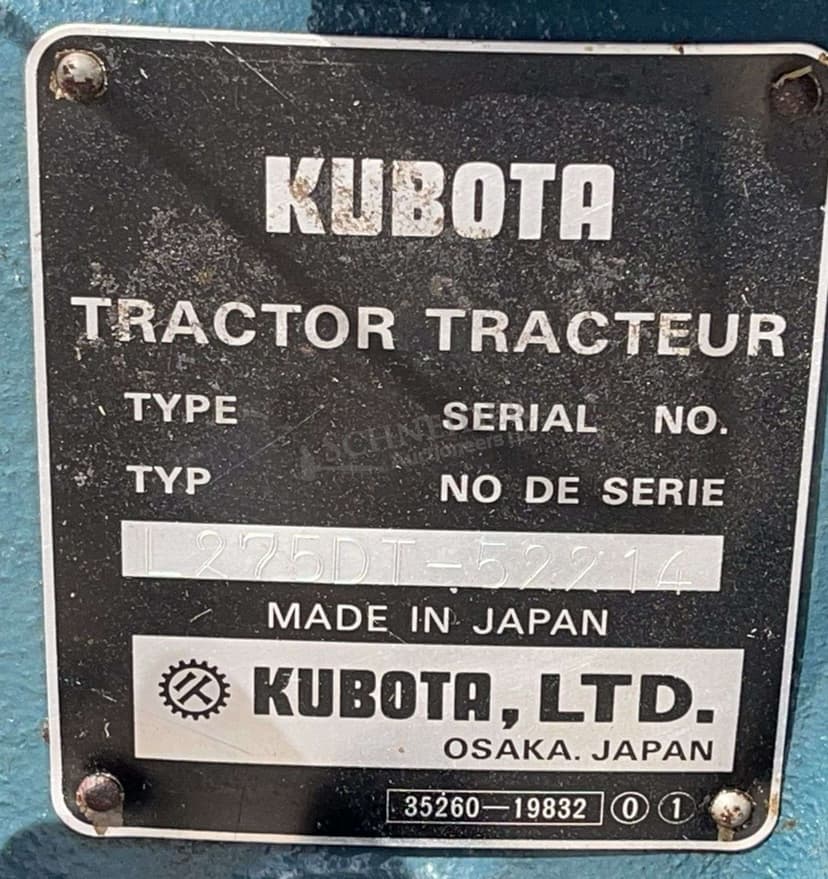 KUBOTA
TRACTOR TRACTEUR
TYPE SERIAL NO.
TYP NO DE SERIE
L275DT-52214
MADE IN JAPAN
KUBOTA, LTD.
OSAKA. JAPAN
35260-19832 0 1